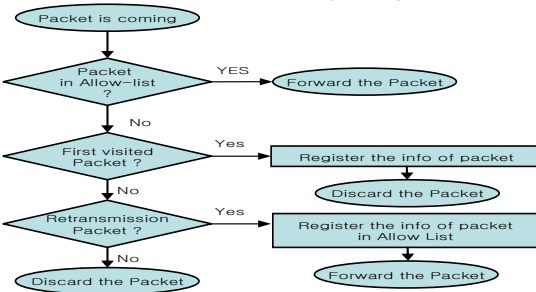 Packet is coming
Packet
in Allow-list
?
YES
Forward the Packet
No
First visited
Packet ?
Yes
Register the info of packet
Discard the Packet
No
Retransmission
Packet ?
Yes
Register the info of packet
in Allow List
Forward the Packet
No
Discard the Packet